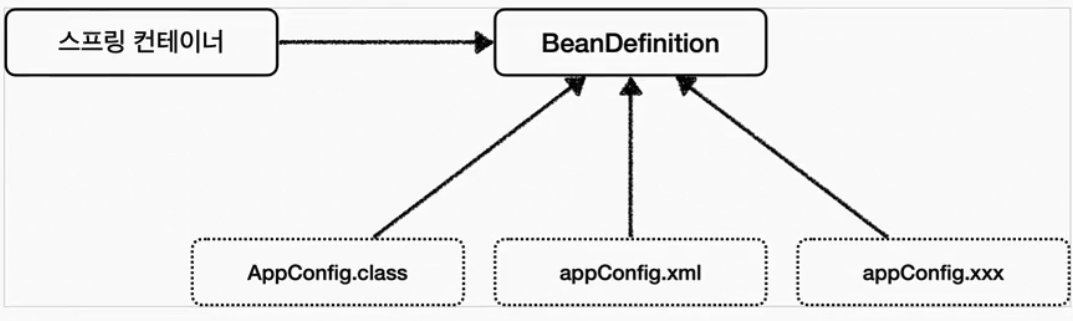 스프링 컨테이너
BeanDefinition
AppConfig.class
appConfig.xml
appConfig.xxx